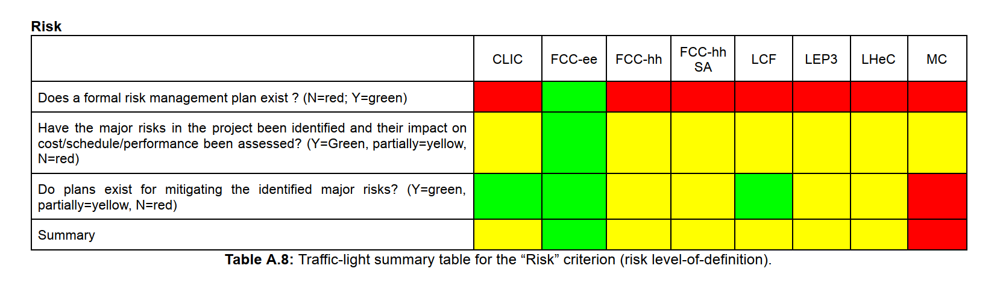 Risk
CLIC FCC-ee FCC-hh FCC-hh SA LCF LEP3 LHeC MC
Does a formal risk management plan exist ? (N=red; Y=green)
Have the major risks in the project been identified and their impact on
cost/schedule/performance been assessed? (Y=Green, partially=yellow,
N=red)
Do plans exist for mitigating the identified major risks? (Y=green,
partially=yellow, N=red)
Summary
Table A.8: Traffic-light summary table for the “Risk” criterion (risk level-of-definition).